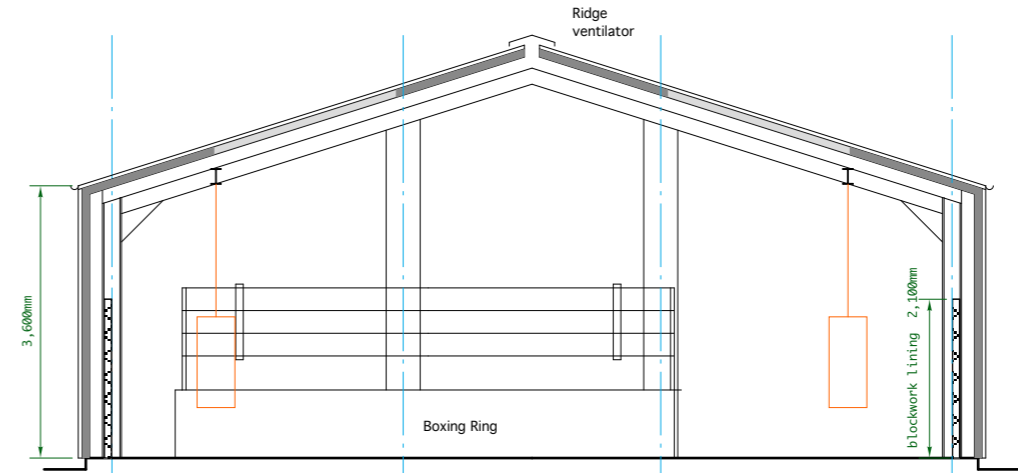 Ridge
ventilator
3,600mm
blockwork lining 2,100mm
Boxing Ring